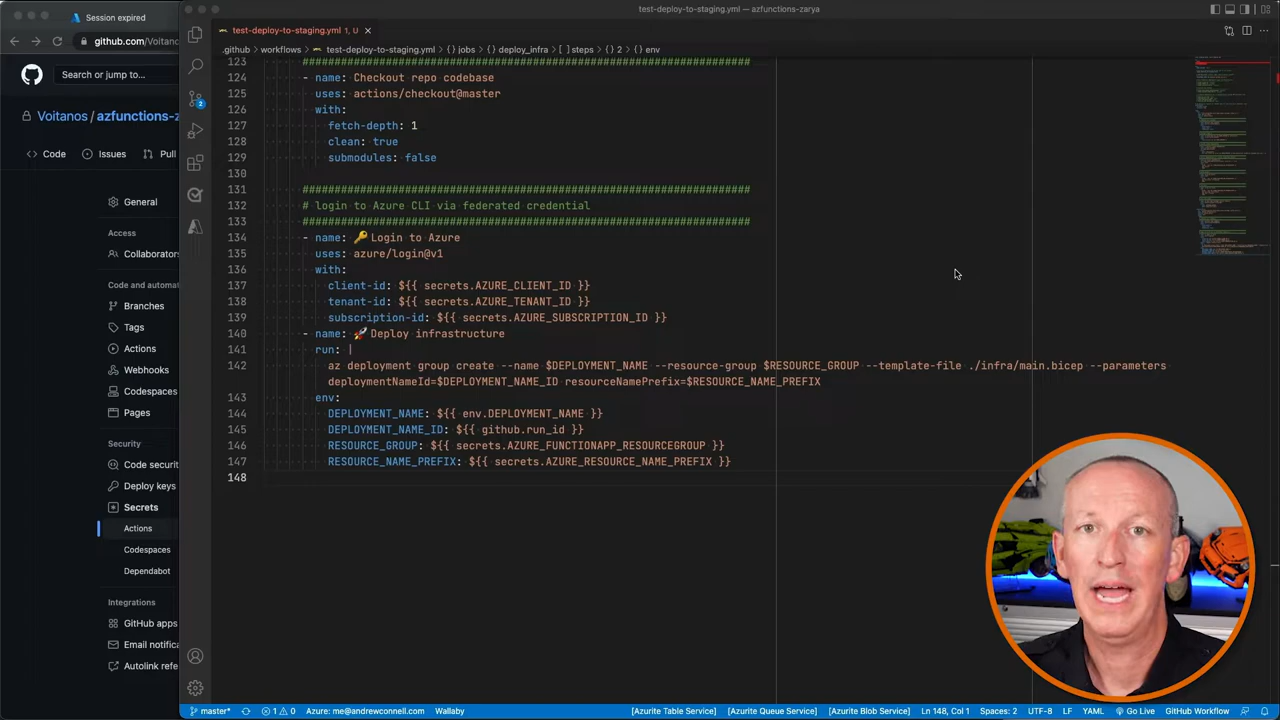 Session expired
github.com/Voitanos
Search or jump to...
Voitanos / azfunctions-z
Code
Issues
Pull
General
Access
Collaborators
Code and automation
Branches
Tags
Actions
Webhooks
Codespaces
Pages
Security
Code security
Deploy keys
Secrets
Actions
Codespaces
Dependabot
Integrations
GitHub apps
Email notifica
Autolink refe
test-deploy-to-staging.yml — azfunctions-zarya
test-deploy-to-staging.yml 1, U
.github > workflows > test-deploy-to-staging.yml > {} jobs > {} deploy_infra > [ ] steps > {} 2 > {} env
123 ######################################################################
124 - name: Checkout repo codebase
125 uses: actions/checkout@master
126 with:
127 fetch-depth: 1
128 clean: true
129 submodules: false
130
131 ######################################################################
132 # login to Azure CLI via federated credential
133 ######################################################################
134 - name: 🔑 Login to Azure
135 uses: azure/login@v1
136 with:
137 client-id: ${{ secrets.AZURE_CLIENT_ID }}
138 tenant-id: ${{ secrets.AZURE_TENANT_ID }}
139 subscription-id: ${{ secrets.AZURE_SUBSCRIPTION_ID }}
140 - name: 🚀 Deploy infrastructure
141 run: |
142 az deployment group create --name $DEPLOYMENT_NAME --resource-group $RESOURCE_GROUP --template-file ./infra/main.bicep --parameters
deploymentNameId=$DEPLOYMENT_NAME_ID resourceNamePrefix=$RESOURCE_NAME_PREFIX
143 env:
144 DEPLOYMENT_NAME: ${{ env.DEPLOYMENT_NAME }}
145 DEPLOYMENT_NAME_ID: ${{ github.run_id }}
146 RESOURCE_GROUP: ${{ secrets.AZURE_FUNCTIONAPP_RESOURCEGROUP }}
147 RESOURCE_NAME_PREFIX: ${{ secrets.AZURE_RESOURCE_NAME_PREFIX }}
148
2
master* 1 0 Azure: me@andrewconnell.com Wallaby [Azurite Table Service] [Azurite Queue Service] [Azurite Blob Service] Ln 148, Col 1 Spaces: 2 UTF-8 LF YAML Go Live GitHub Workflow